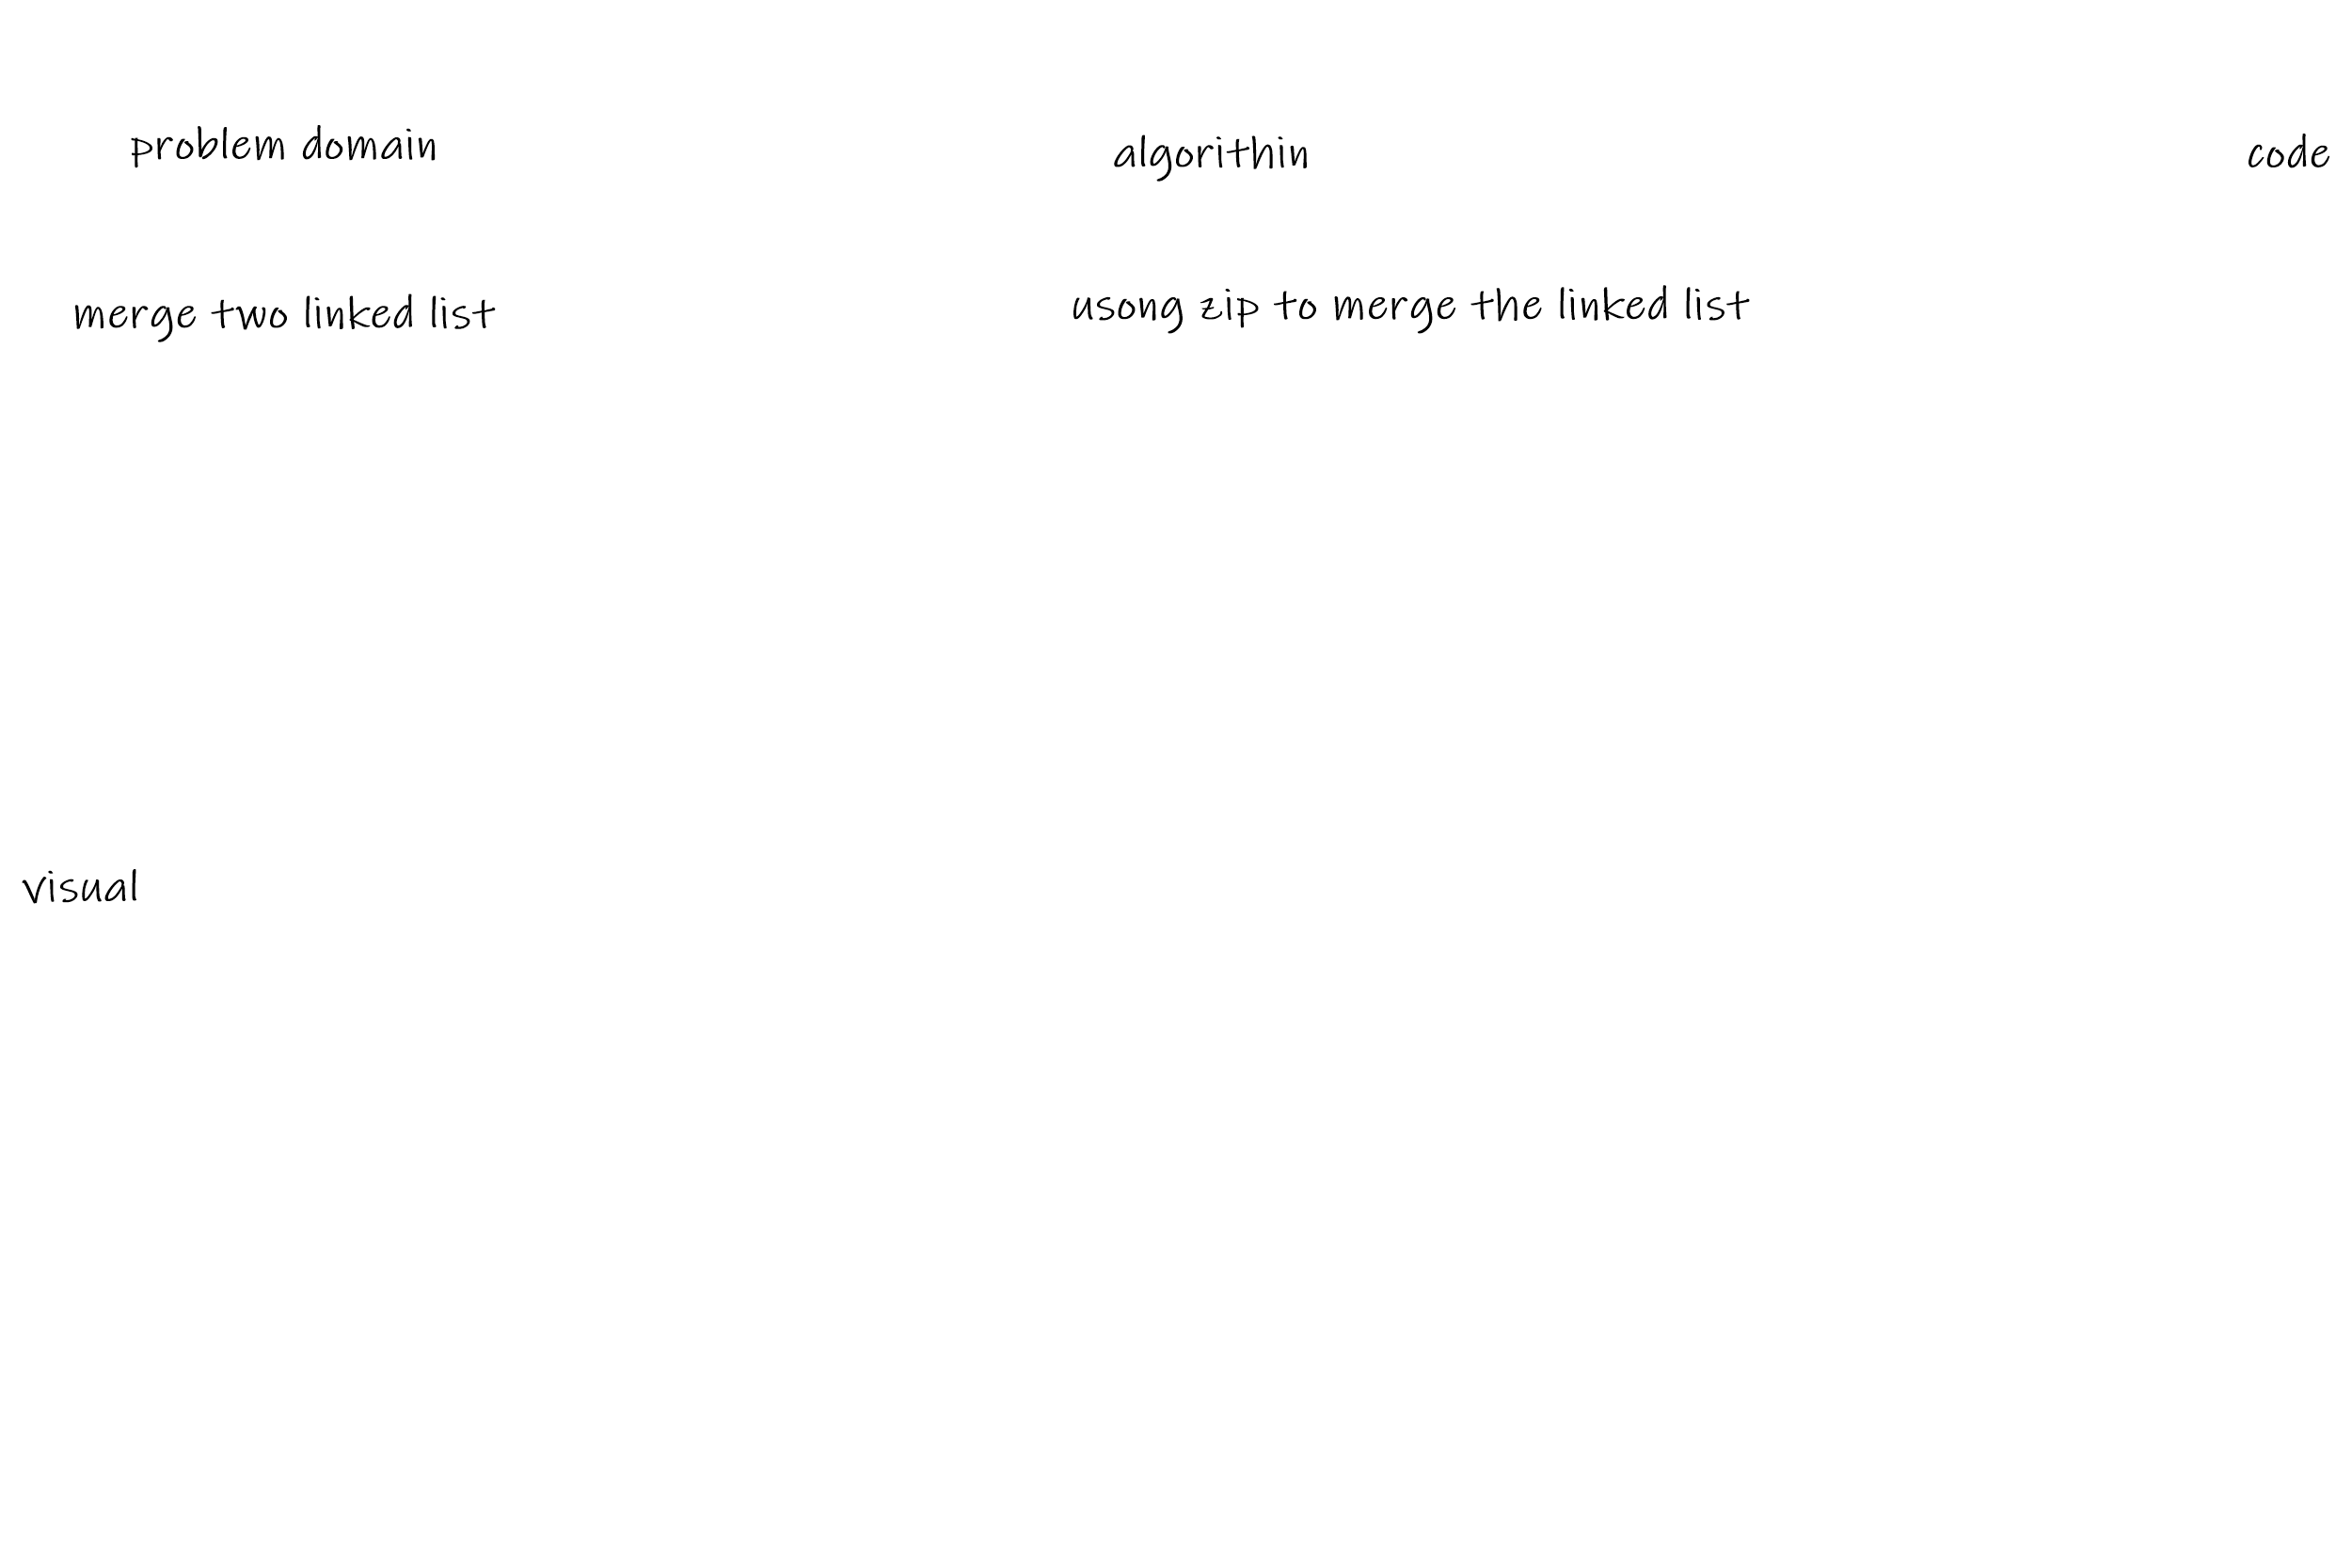 problem domain
algorithin
code
merge two linked list
usong zip to merge the linked list
visual